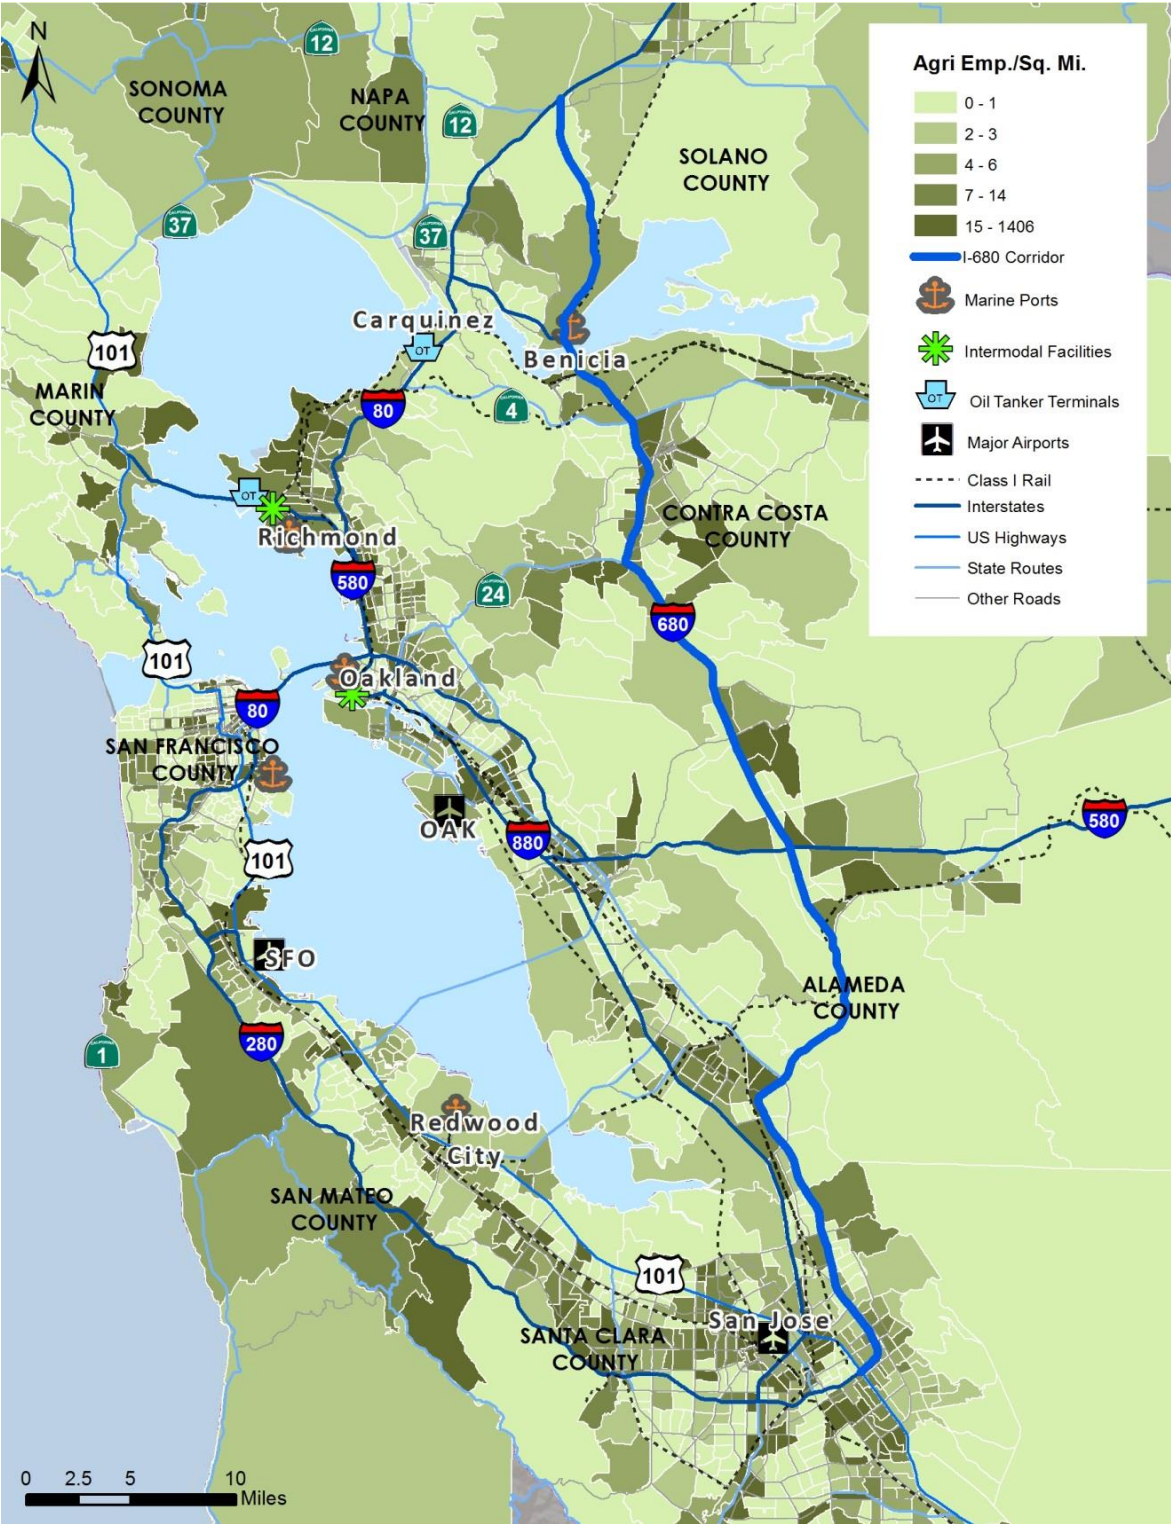 N
12
SONOMA
COUNTY
NAPA
COUNTY
12
SOLANO
COUNTY
37
37
Agri Emp./Sq. Mi.
0 - 1
2 - 3
4 - 6
7 - 14
15 - 1406
I-680 Corridor
Marine Ports
Intermodal Facilities
OT
Oil Tanker Terminals
Major Airports
Class I Rail
Interstates
US Highways
State Routes
Other Roads
Carquinez
OT
Benicia
101
MARIN
COUNTY
80
4
OT
Richmond
CONTRA COSTA
COUNTY
580
24
680
101
Oakland
80
SAN FRANCISCO
COUNTY
OAK
880
580
101
SFO
ALAMEDA
COUNTY
280
1
Redwood
City
SAN MATEO
COUNTY
101
San Jose
SANTA CLARA
COUNTY
0 2.5 5 10
Miles